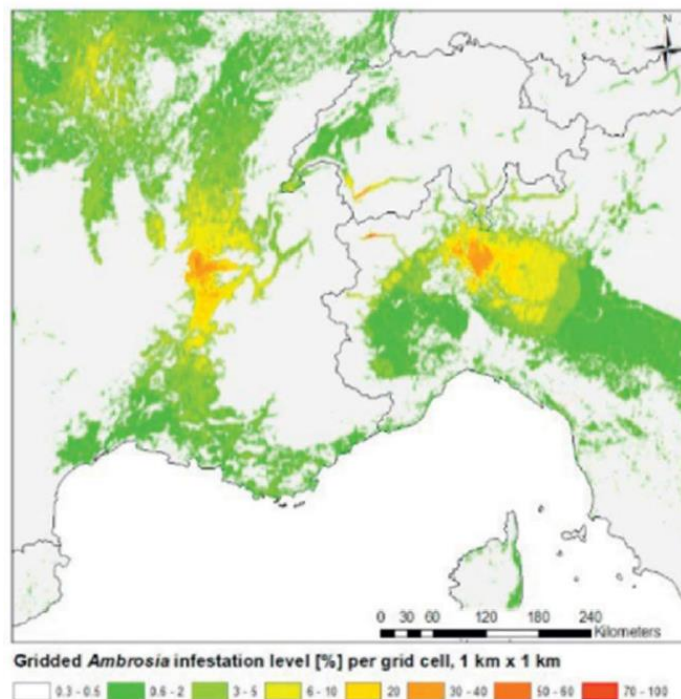 N
0 30 60 120 180 240
Kilometers
Gridded Ambrosia infestation level [%] per grid cell, 1 km x 1 km
0.3 - 0.5 0.6 - 2 3 - 5 6 - 10 20 30 - 40 50 - 60 70 - 100